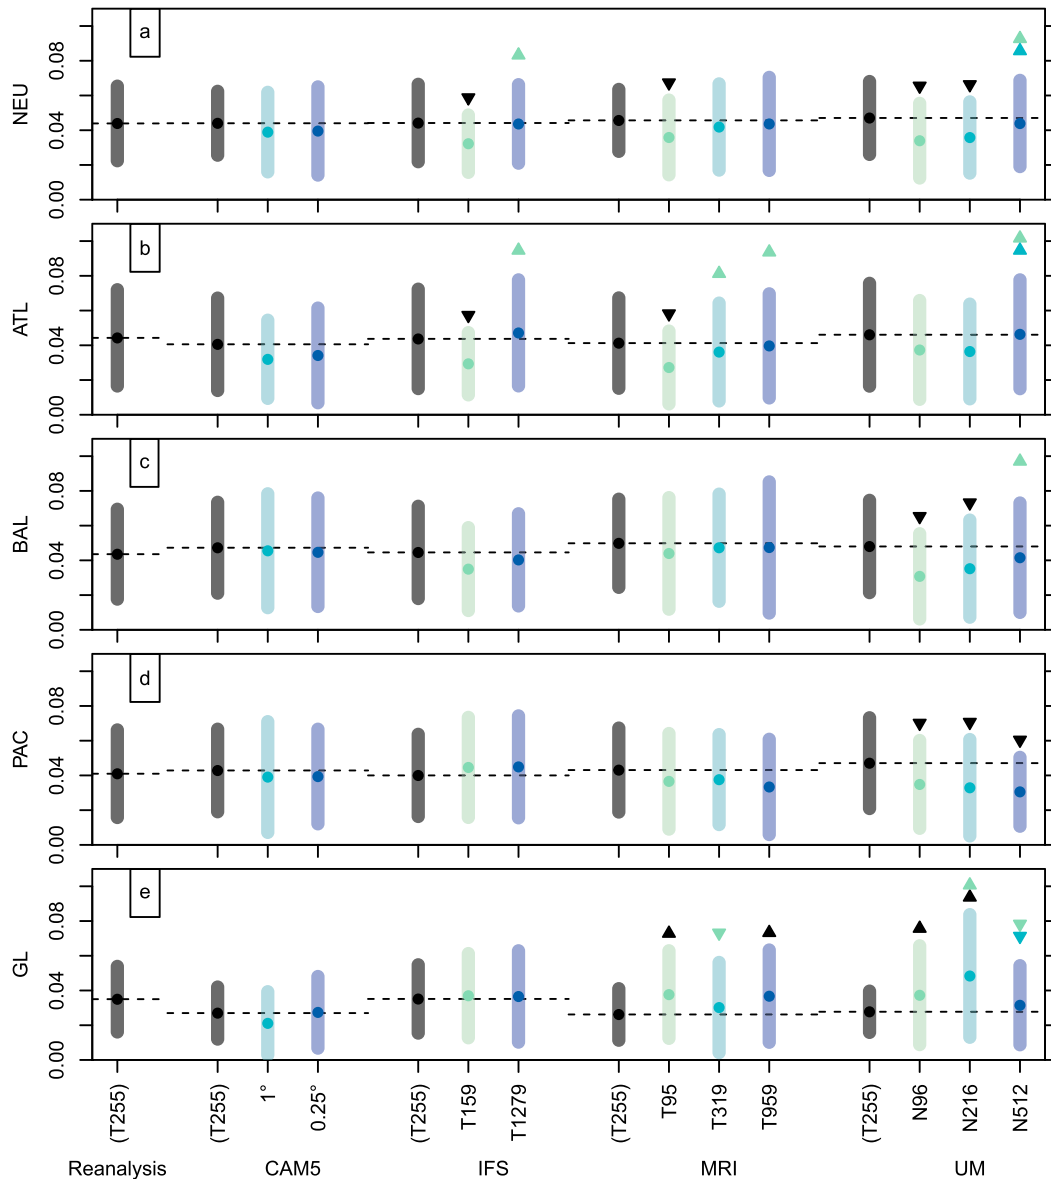 a
NEU
0.00 0.04 0.08
b
ATL
0.00 0.04 0.08
c
BAL
0.00 0.04 0.08
d
PAC
0.00 0.04 0.08
e
GL
0.00 0.04 0.08
(T255) (T255) 1° 0.25° (T255) T159 T1279 (T255) T95 T319 T959 (T255) N96 N216 N512
Reanalysis CAM5 IFS MRI UM